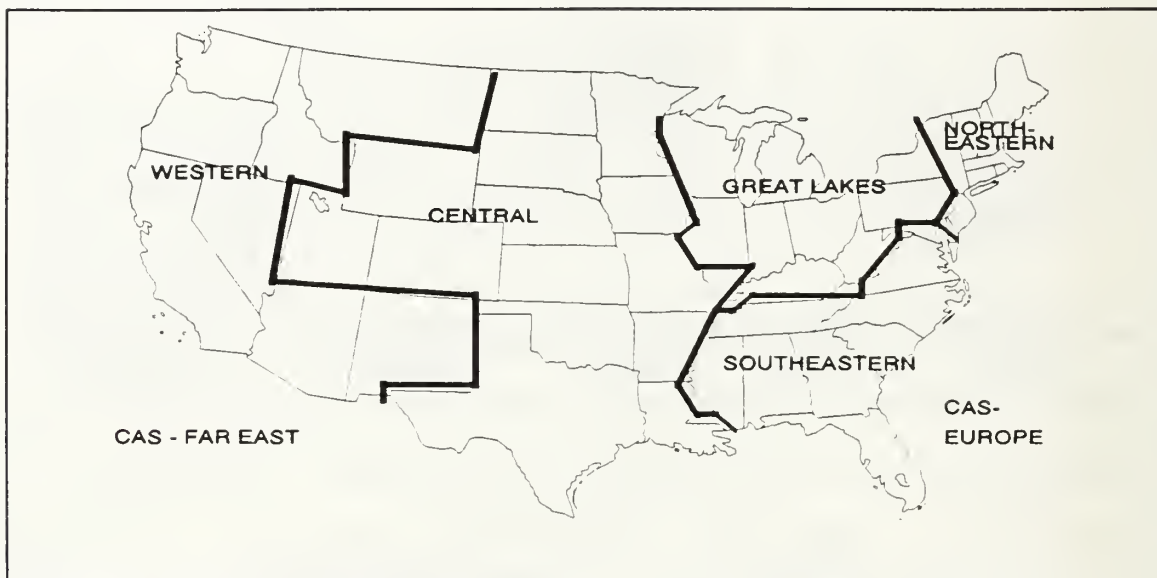 NORTH-
EASTERN
WESTERN
GREAT LAKES
CENTRAL
SOUTHEASTERN
CAS-
EUROPE
CAS - FAR EAST